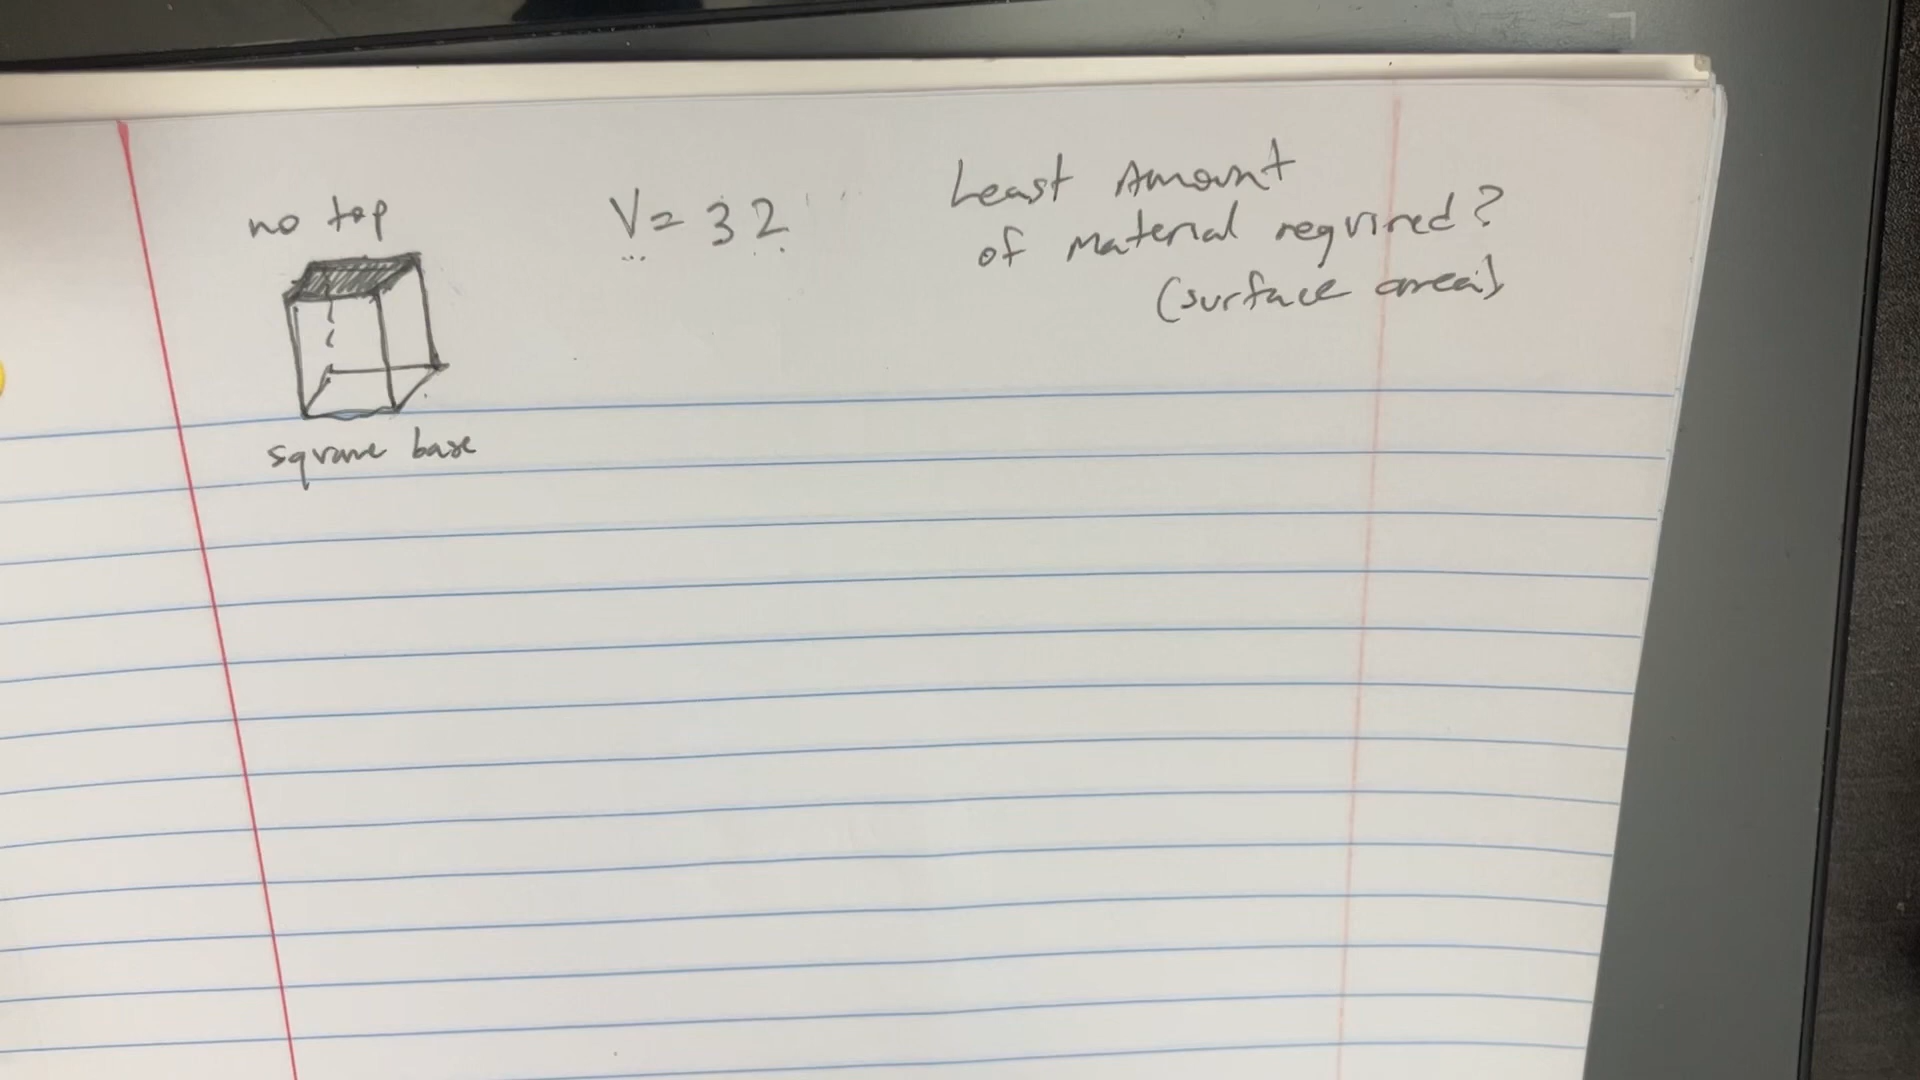 no top
square base
V = 32
Least Amount
of material required?
(surface area)